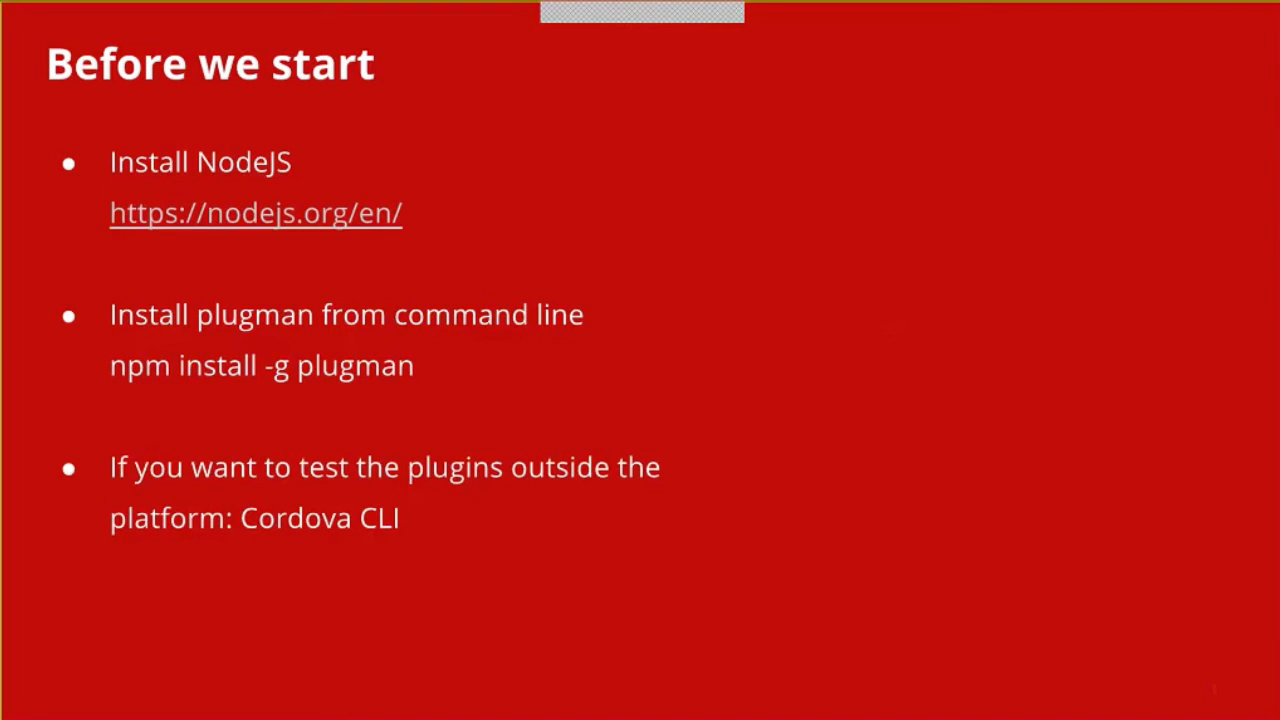 Before we start
● Install NodeJS
https://nodejs.org/en/
● Install plugman from command line
npm install -g plugman
● If you want to test the plugins outside the
platform: Cordova CLI